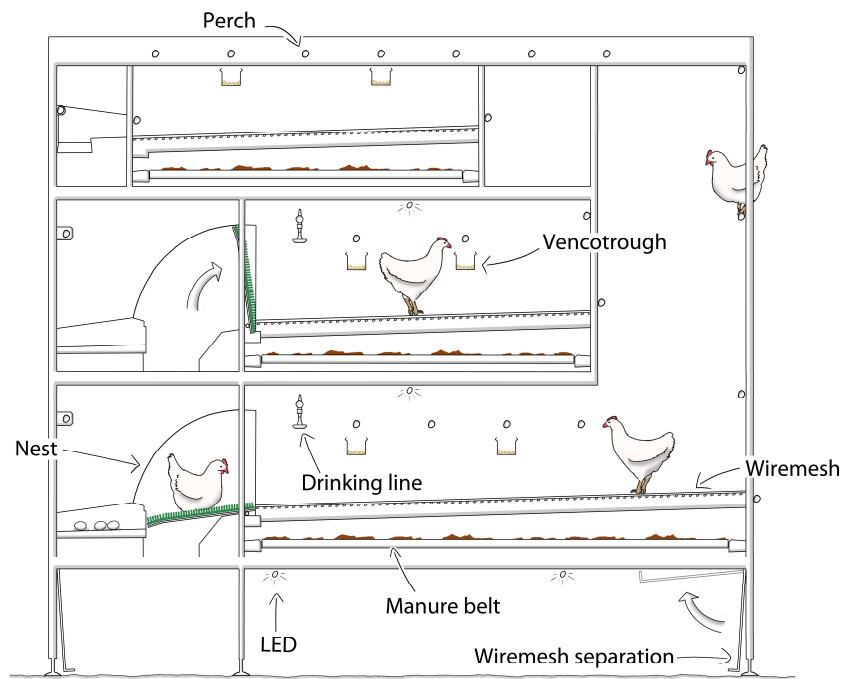 Perch
Vencotrough
Nest
Drinking line
Wiremesh
Manure belt
LED
Wiremesh separation